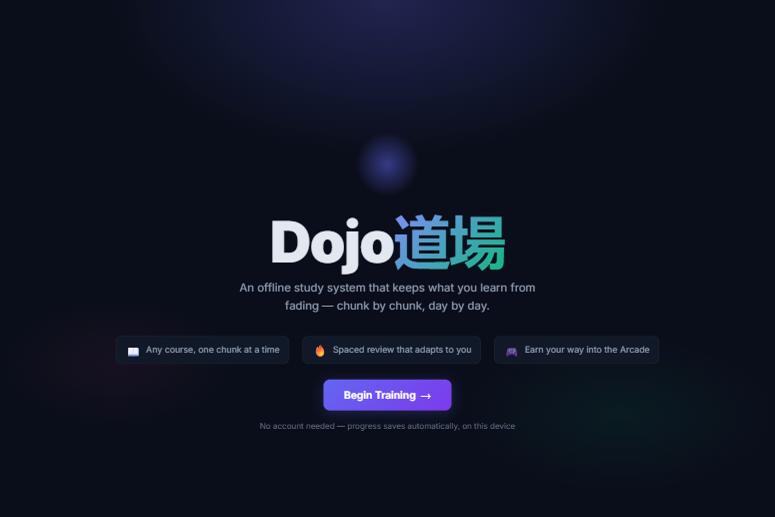 Dojo道場
An offline study system that keeps what you learn from
fading — chunk by chunk, day by day.
Any course, one chunk at a time
Spaced review that adapts to you
Earn your way into the Arcade
Begin Training →
No account needed — progress saves automatically, on this device